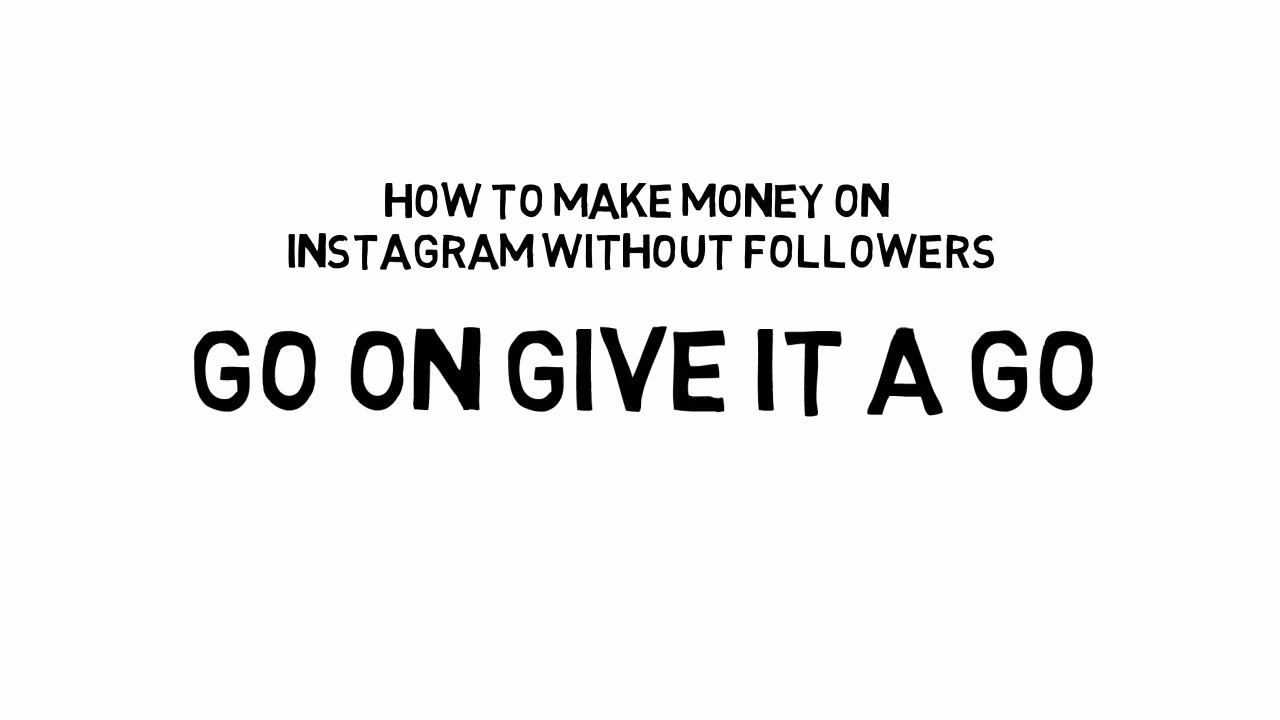 HOW TO MAKE MONEY ON
INSTAGRAM WITHOUT FOLLOWERS
GO ON GIVE IT A GO